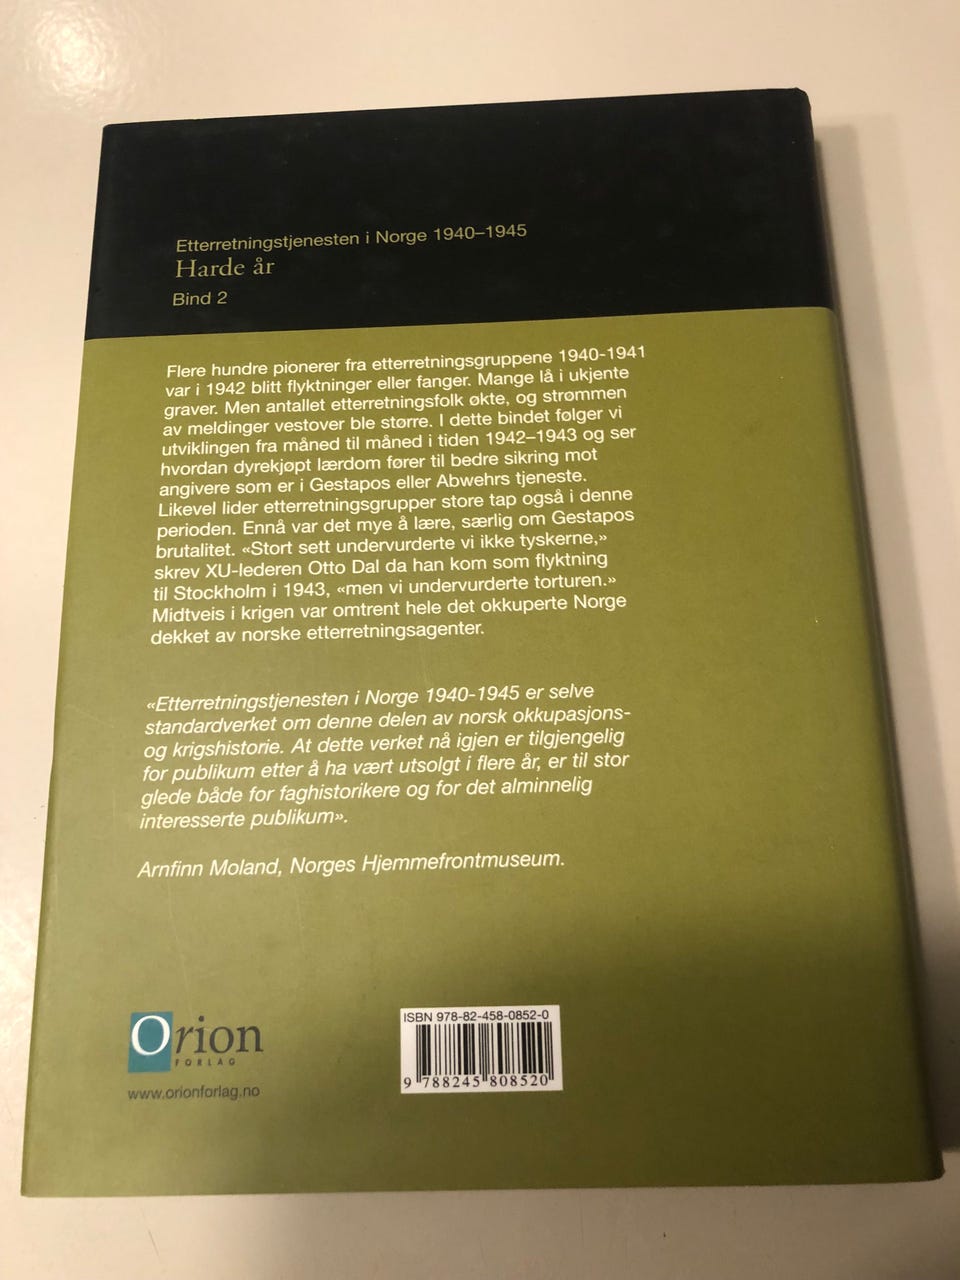 Etterretningstjenesten i Norge 1940–1945
Harde år
Bind 2
Flere hundre pionerer fra etterretningsgruppene 1940-1941
var i 1942 blitt flyktninger eller fanger. Mange lå i ukjente
graver. Men antallet etterretningsfolk økte, og strømmen
av meldinger vestover ble større. I dette bindet følger vi
utviklingen fra måned til måned i tiden 1942–1943 og ser
hvordan dyrekjøpt lærdom fører til bedre sikring mot
angivere som er i Gestapos eller Abwehrs tjeneste.
Likevel lider etterretningsgrupper store tap også i denne
perioden. Ennå var det mye å lære, særlig om Gestapos
brutalitet. «Stort sett undervurderte vi ikke tyskerne,»
skrev XU-lederen Otto Dal da han kom som flyktning
til Stockholm i 1943, «men vi undervurderte torturen.»
Midtveis i krigen var omtrent hele det okkuperte Norge
dekket av norske etterretningsagenter.
«Etterretningstjenesten i Norge 1940-1945 er selve
standardverket om denne delen av norsk okkupasjons-
og krigshistorie. At dette verket nå igjen er tilgjengelig
for publikum etter å ha vært utsolgt i flere år, er til stor
glede både for faghistorikere og for det alminnelig
interesserte publikum».
Arnfinn Moland, Norges Hjemmefrontmuseum.
Orion
FORLAG
www.orionforlag.no
ISBN 978-82-458-0852-0
9 788245 808520